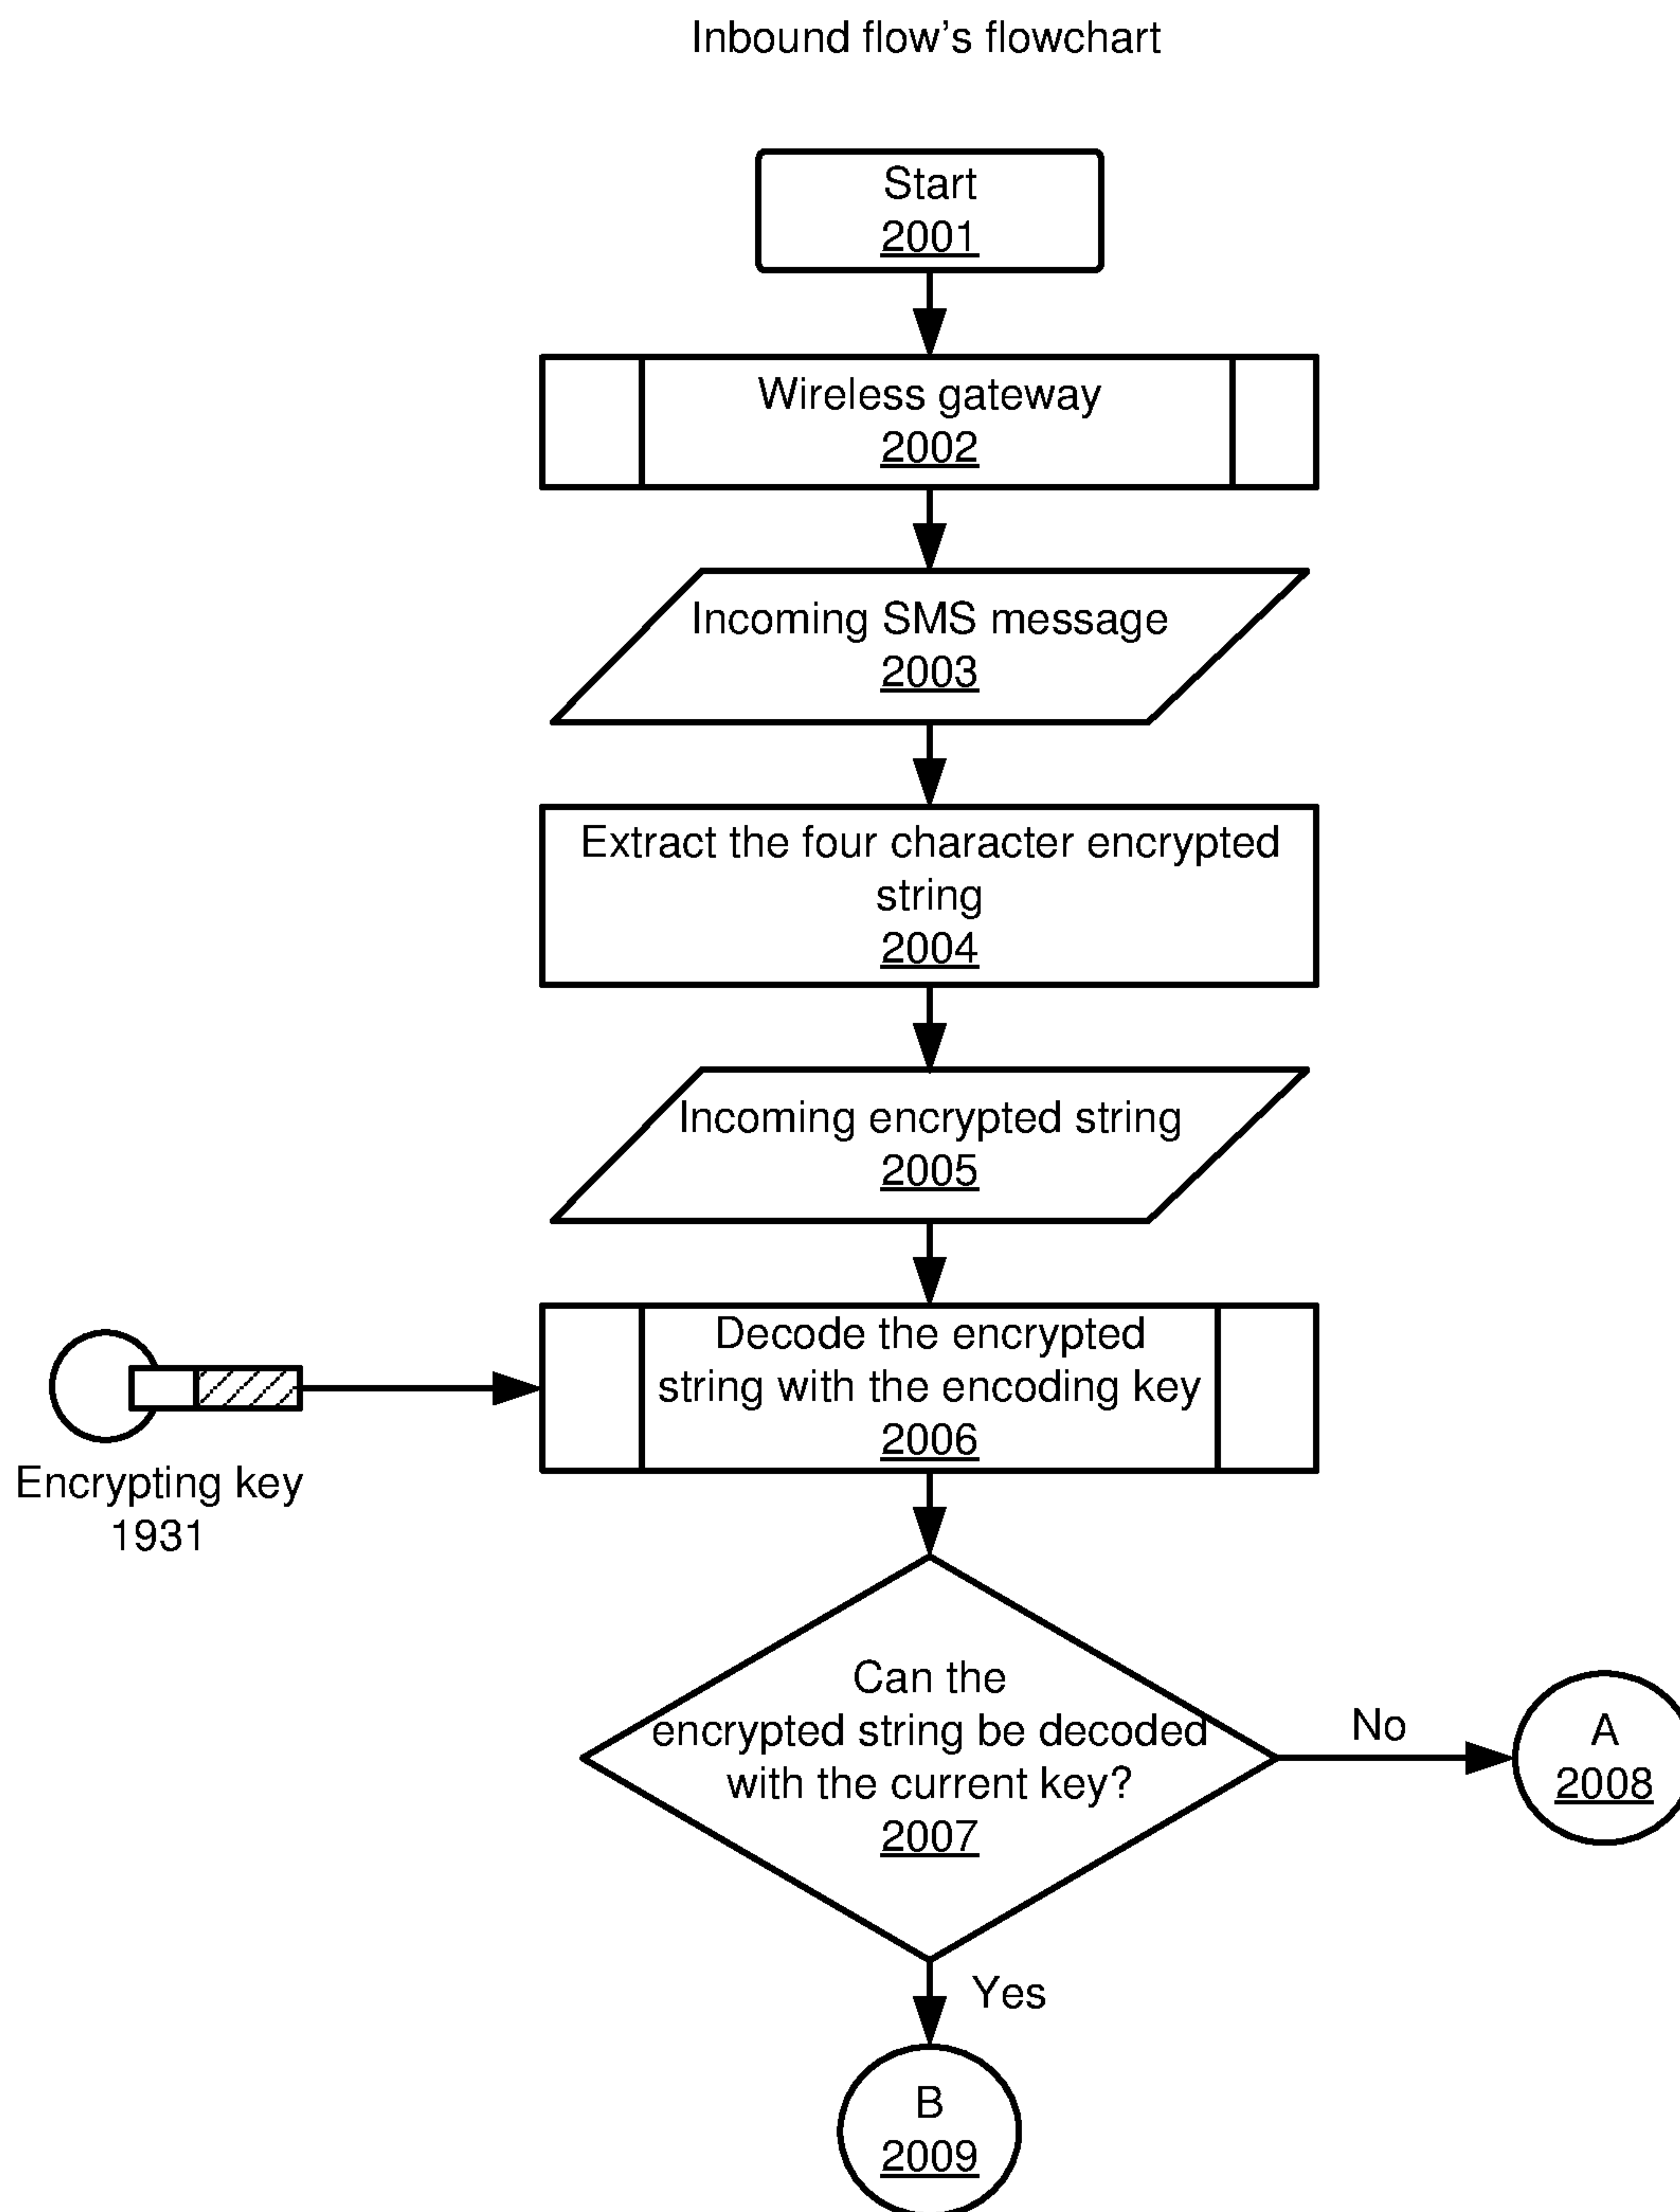 Inbound flow's flowchart
Start
2001
Wireless gateway
2002
Incoming SMS message
2003
Extract the four character encrypted
string
2004
Incoming encrypted string
2005
Decode the encrypted
string with the encoding key
2006
Encrypting key
1931
Can the
encrypted string be decoded
with the current key?
2007
No
A
2008
Yes
B
2009